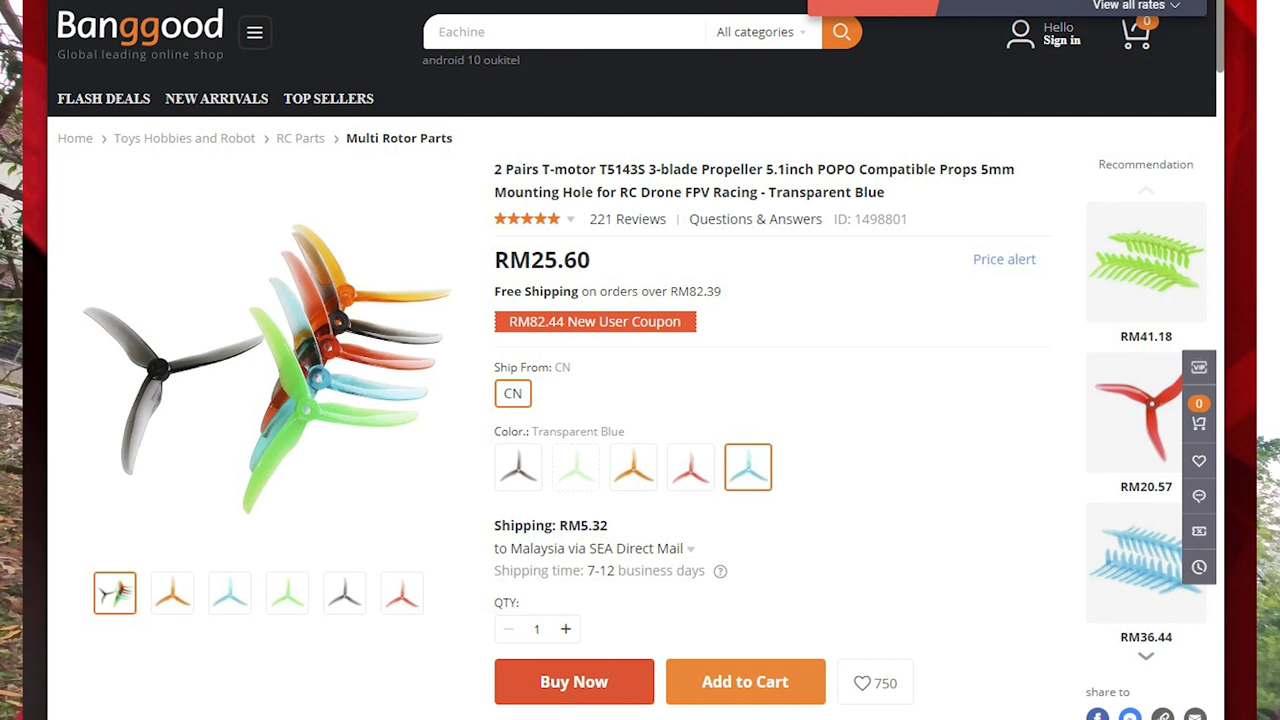 View all rates
Banggood
Global leading online shop
Eachine
All categories
android 10 oukitel
Hello
Sign in
0
FLASH DEALS NEW ARRIVALS TOP SELLERS
Home > Toys Hobbies and Robot > RC Parts > Multi Rotor Parts
2 Pairs T-motor T5143S 3-blade Propeller 5.1inch POPO Compatible Props 5mm
Mounting Hole for RC Drone FPV Racing - Transparent Blue
221 Reviews | Questions & Answers ID: 1498801
RM25.60
Price alert
Free Shipping on orders over RM82.39
RM82.44 New User Coupon
Ship From: CN
CN
Color.: Transparent Blue
Shipping: RM5.32
to Malaysia via SEA Direct Mail
Shipping time: 7-12 business days ?
QTY:
− 1 +
Buy Now
Add to Cart
750
Recommendation
RM41.18
RM20.57
RM36.44
VIP
0
share to